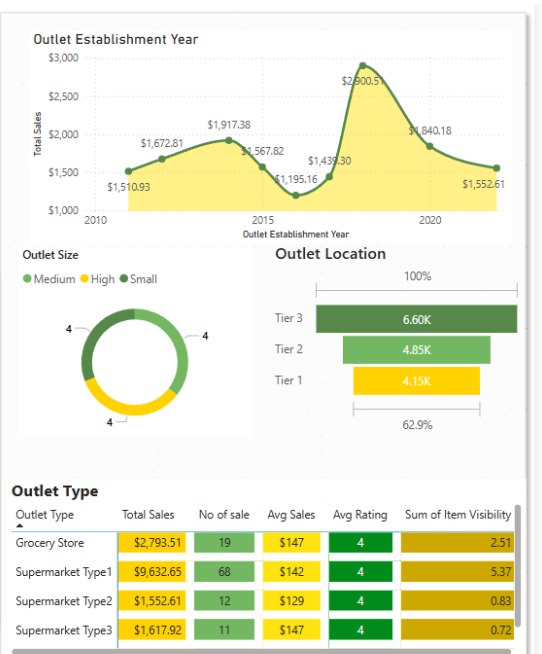 Outlet Establishment Year
$3,000
$2,500
$2,000
$1,500
$1,000
Total Sales
$1,510.93
$1,672.81
$1,917.38
$1,567.82
$1,195.16
$1,439.30
$2,900.51
$1,840.18
$1,552.61
2010 2015 2020
Outlet Establishment Year
Outlet Size
Medium High Small
4
4
4
Outlet Location
100%
Tier 3 6.60K
Tier 2 4.85K
Tier 1 4.15K
62.9%
Outlet Type
Outlet Type Total Sales No of sale Avg Sales Avg Rating Sum of Item Visibility
Grocery Store $2,793.51 19 $147 4 2.51
Supermarket Type1 $9,632.65 68 $142 4 5.37
Supermarket Type2 $1,552.61 12 $129 4 0.83
Supermarket Type3 $1,617.92 11 $147 4 0.72